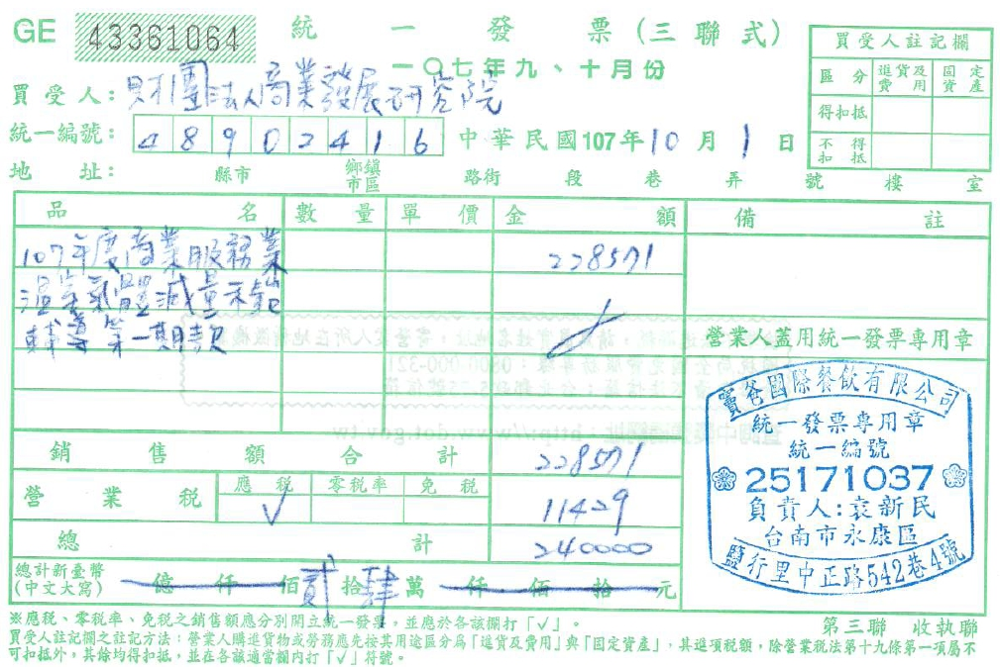 GE 43361064 統一發票(三聯式)
一〇七年九、十月份
買受人: 財團法人商業發展研究院
統一編號: 48902416 中華民國107年10月1日
地址: 縣市 鄉鎮市區 路街 段 巷 弄 號 樓 室
買受人註記欄
區分 進貨及費用 固定資產
得扣抵
不得扣抵
品名 數量 單價 金額 備註
107年度商業服務業 228571
溫室氣體減量示範
輔導第一期款
營業人蓋用統一發票專用章
竇爸國際餐飲有限公司
統一發票專用章
統一編號
25171037
負責人:袁新民
台南市永康區
鹽行里中正路542巷4號
銷售額合計 228571
營業稅 應稅 零稅率 免稅
√ 11429
總計 240000
總計新臺幣(中文大寫) 億 仟 佰貳拾肆萬 仟 佰 拾 元
※應稅、零稅率、免稅之銷售額應分別開立統一發票,並應於各該欄打「√」。
第三聯 收執聯
買受人註記欄之註記方法:營業人購進貨物或勞務應先按其用途區分為「進貨及費用」與「固定資產」,其進項稅額,除營業稅法第十九條第一項屬不
可扣抵外,其餘均得扣抵,並在各該適當欄內打「√」符號。